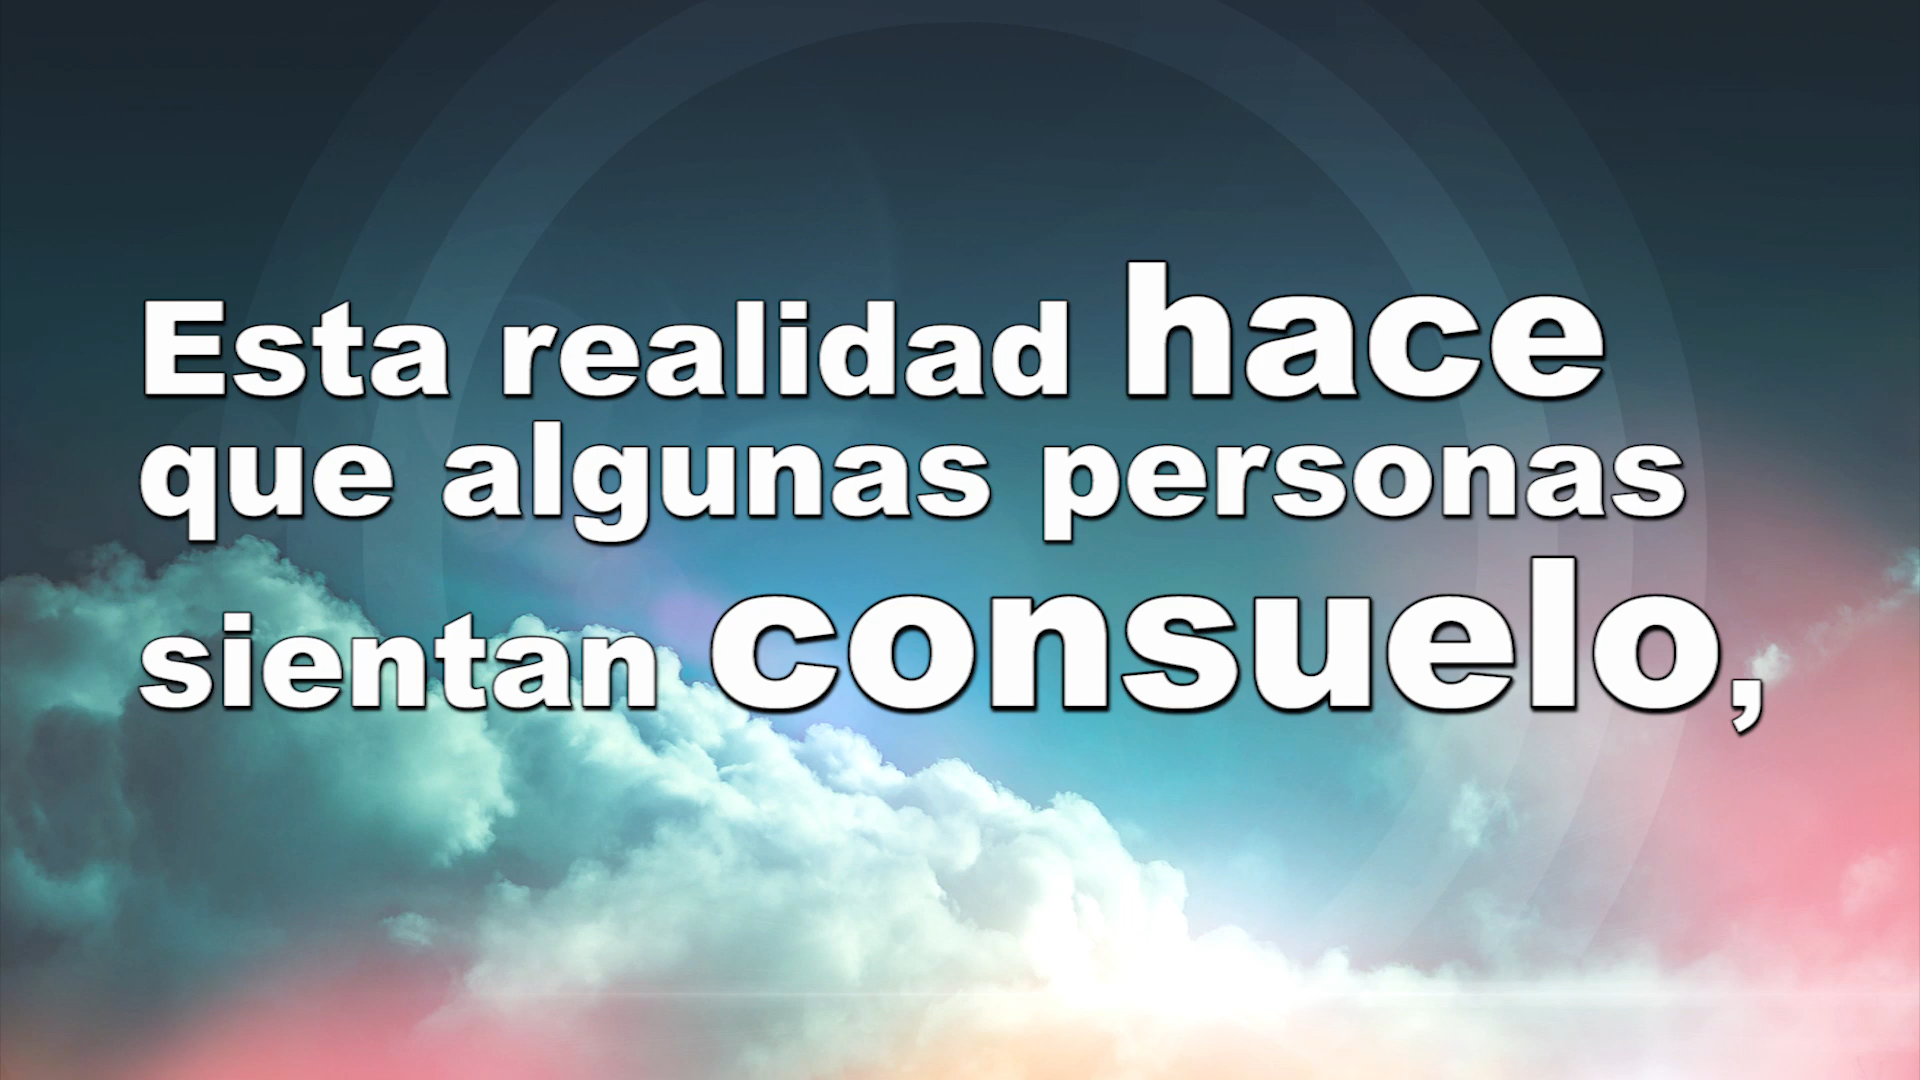 Esta realidad hace
que algunas personas
sientan consuelo,